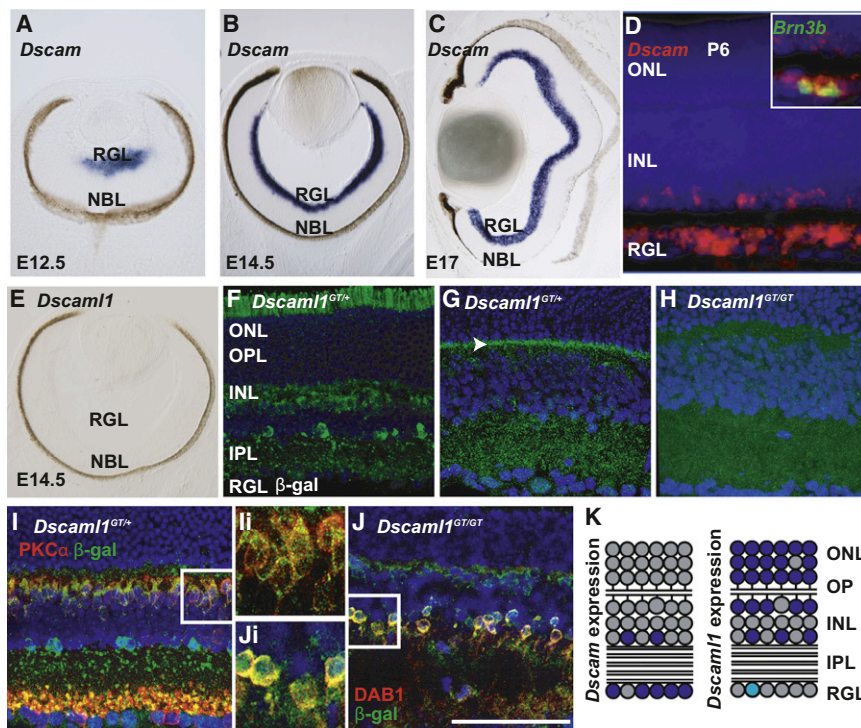 A
Dscam
RGL
NBL
E12.5
B
Dscam
RGL
NBL
E14.5
C
Dscam
RGL
NBL
E17
D
Brn3b
Dscam P6
ONL
INL
RGL
E Dscaml1
RGL
NBL
E14.5
F Dscaml1GT/+
ONL
OPL
INL
IPL
RGL β-gal
G Dscaml1GT/+
H Dscaml1GT/GT
I Dscaml1GT/+
PKCα β-gal
Ii
Ji
J Dscaml1GT/GT
DAB1
β-gal
K
Dscam expression
Dscaml1 expression
ONL
OP
INL
IPL
RGL